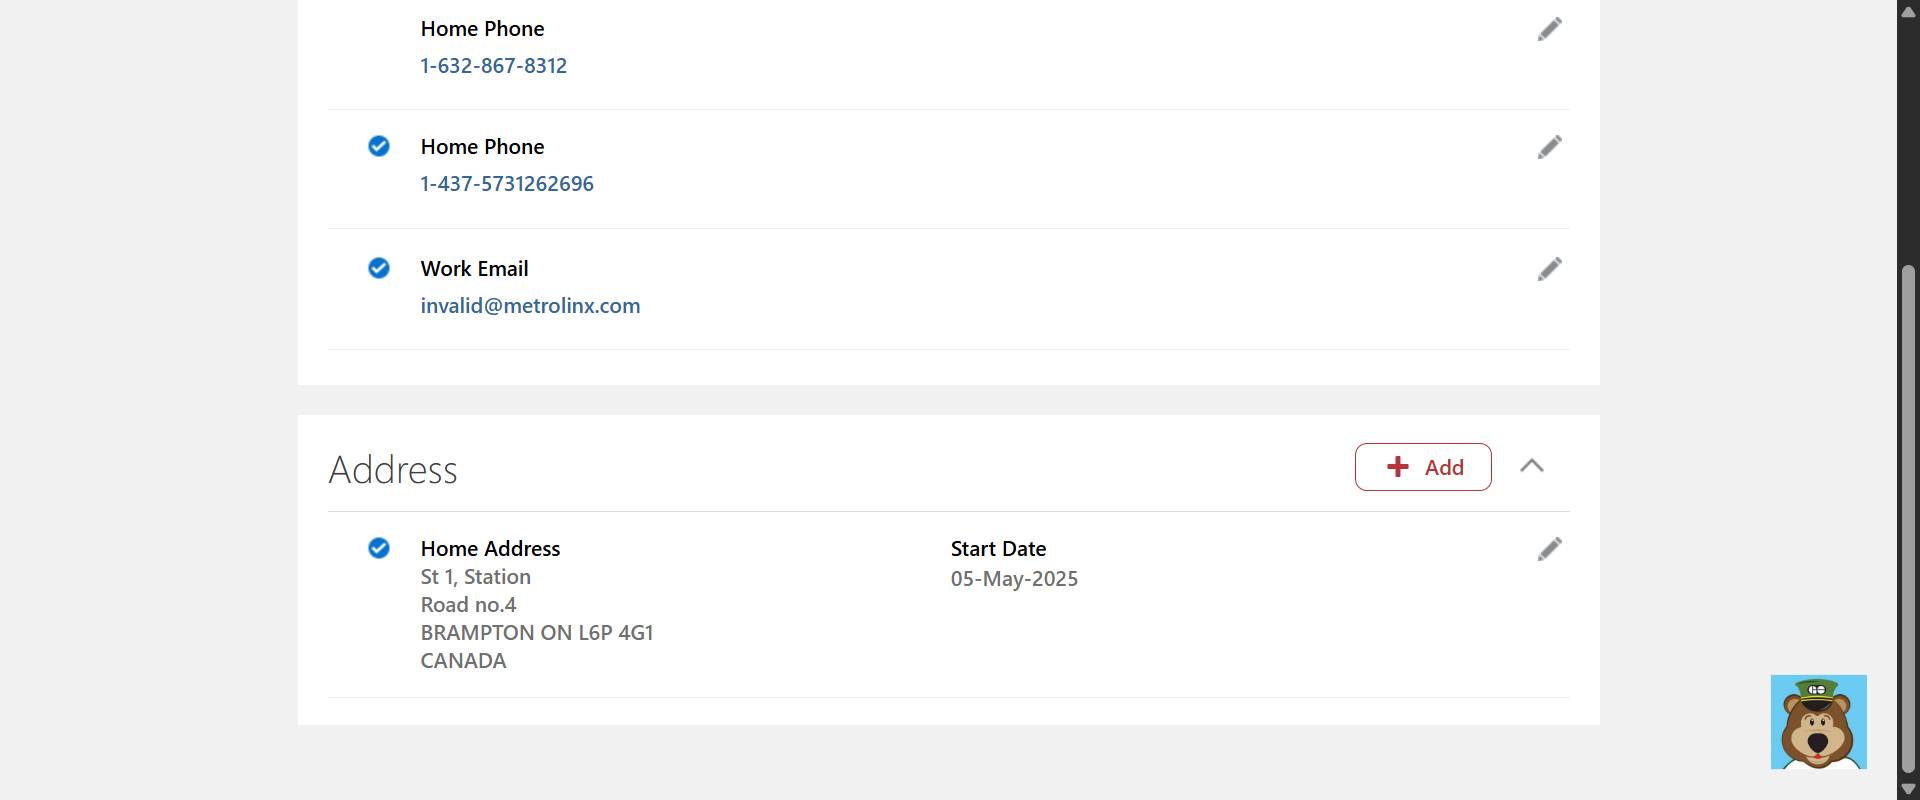 Home Phone
1-632-867-8312
Home Phone
1-437-5731262696
Work Email
invalid@metrolinx.com
Address
Add
Home Address
Start Date
St 1, Station
05-May-2025
Road no.4
BRAMPTON ON L6P 4G1
CANADA
GO